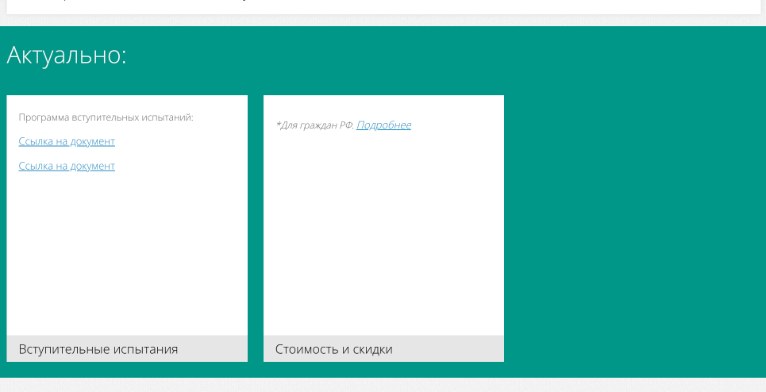 Актуально:
Программа вступительных испытаний:
Ссылка на документ
Ссылка на документ
Вступительные испытания
*Для граждан РФ. Подробнее
Стоимость и скидки